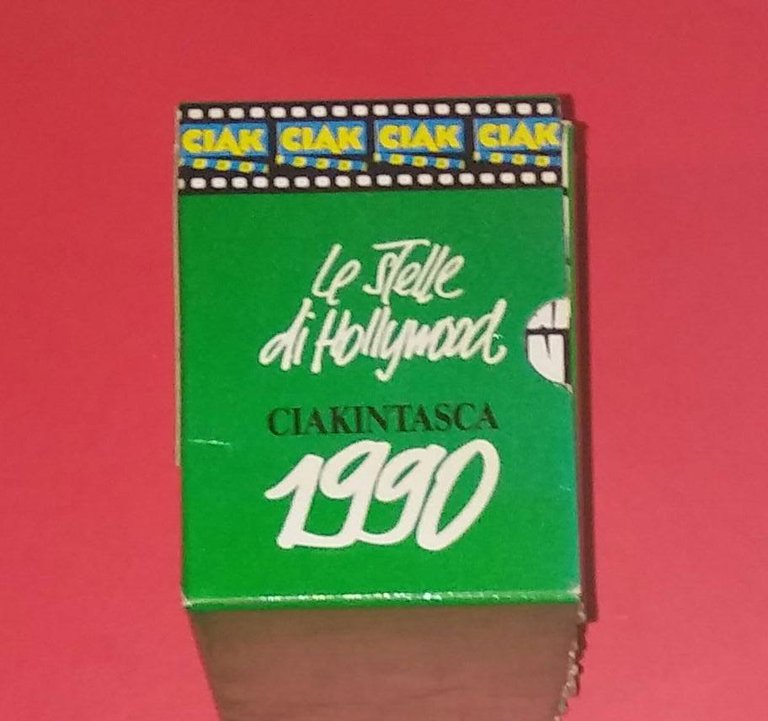 CIAK CIAK CIAK CIAK
Le stelle
di Hollywood
CIAKINTASCA
1990